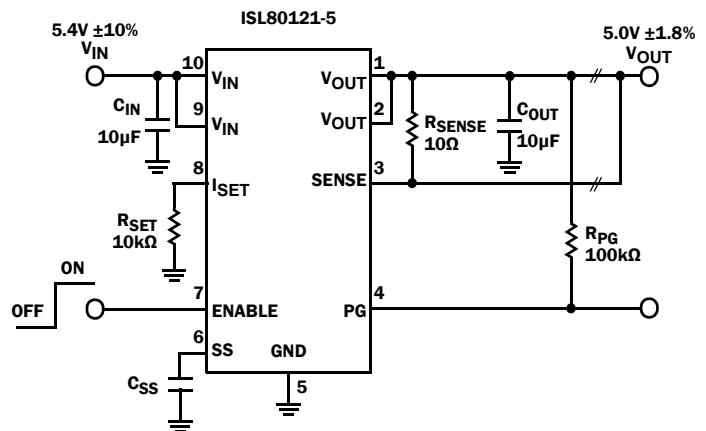 ISL80121-5
5.4V ±10%
VIN
5.0V ±1.8%
VOUT
10
VIN
9
VIN
CIN
10µF
8
ISET
RSET
10kΩ
ON
OFF
7
ENABLE
6
SS
CSS
GND
5
1
VOUT
2
VOUT
RSENSE
10Ω
COUT
10µF
3
SENSE
RPG
100kΩ
4
PG